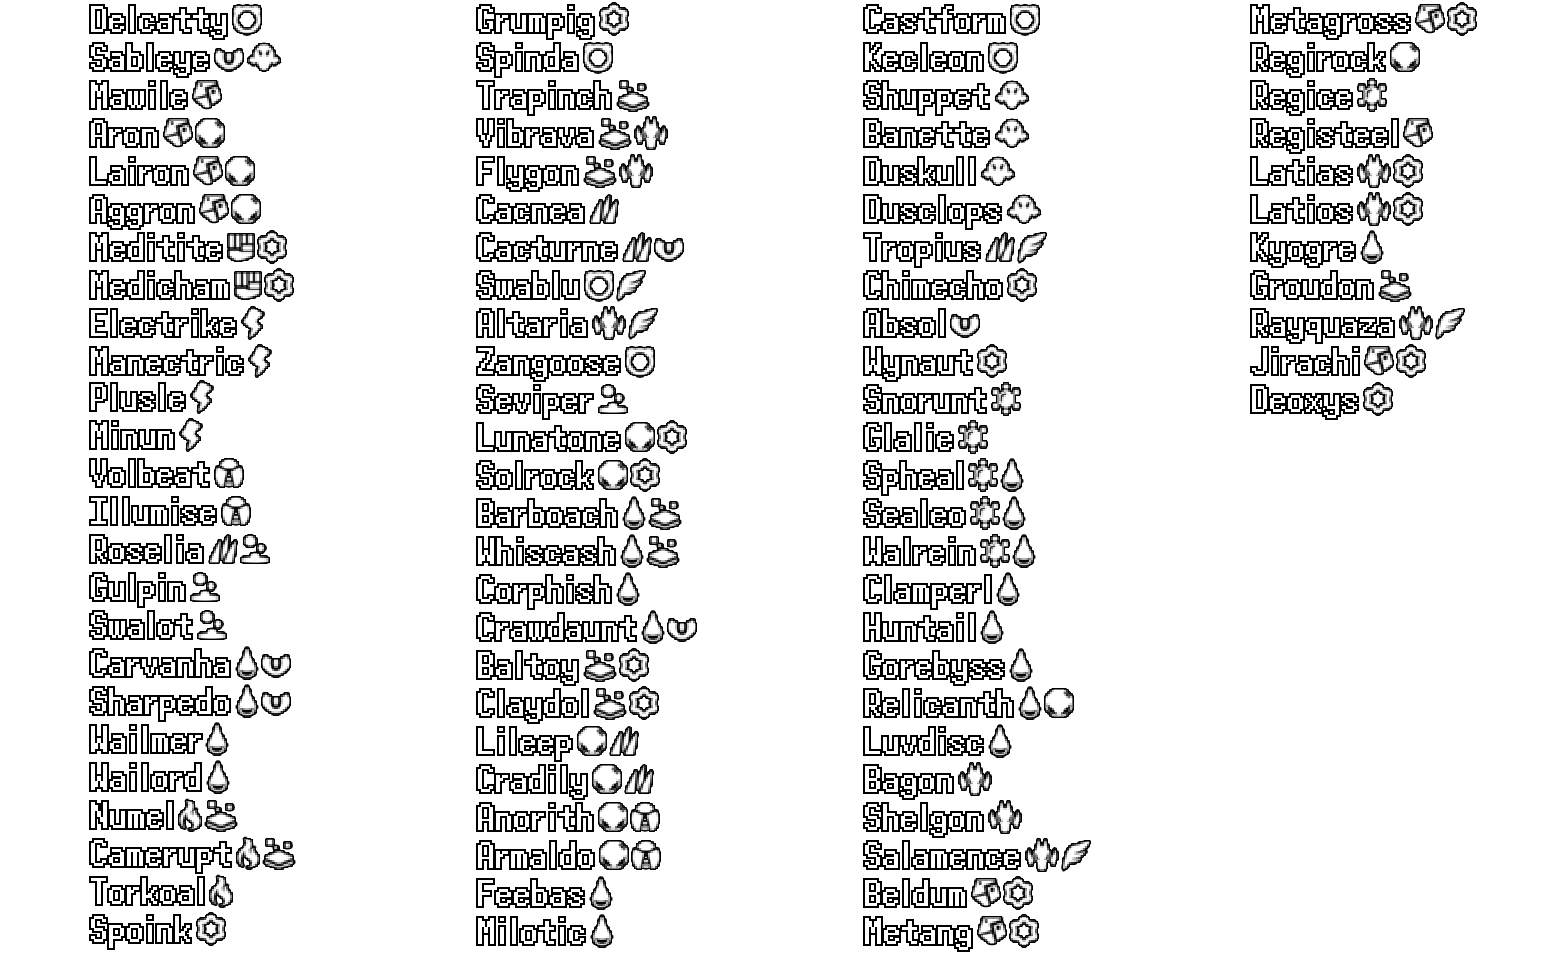 Delcatty
Sableye
Mawile
Aron
Lairon
Aggron
Meditite
Medicham
Electrike
Manectric
Plusle
Minun
Volbeat
Illumise
Roselia
Gulpin
Swalot
Carvanha
Sharpedo
Wailmer
Wailord
Numel
Camerupt
Torkoal
Spoink
Grumpig
Spinda
Trapinch
Vibrava
Flygon
Cacnea
Cacturne
Swablu
Altaria
Zangoose
Seviper
Lunatone
Solrock
Barboach
Whiscash
Corphish
Crawdaunt
Baltoy
Claydol
Lileep
Cradily
Anorith
Armaldo
Feebas
Milotic
Castform
Kecleon
Shuppet
Banette
Duskull
Dusclops
Tropius
Chimecho
Absol
Wynaut
Snorunt
Glalie
Spheal
Sealeo
Walrein
Clamperl
Huntail
Gorebyss
Relicanth
Luvdisc
Bagon
Shelgon
Salamence
Beldum
Metang
Metagross
Regirock
Regice
Registeel
Latias
Latios
Kyogre
Groudon
Rayquaza
Jirachi
Deoxys